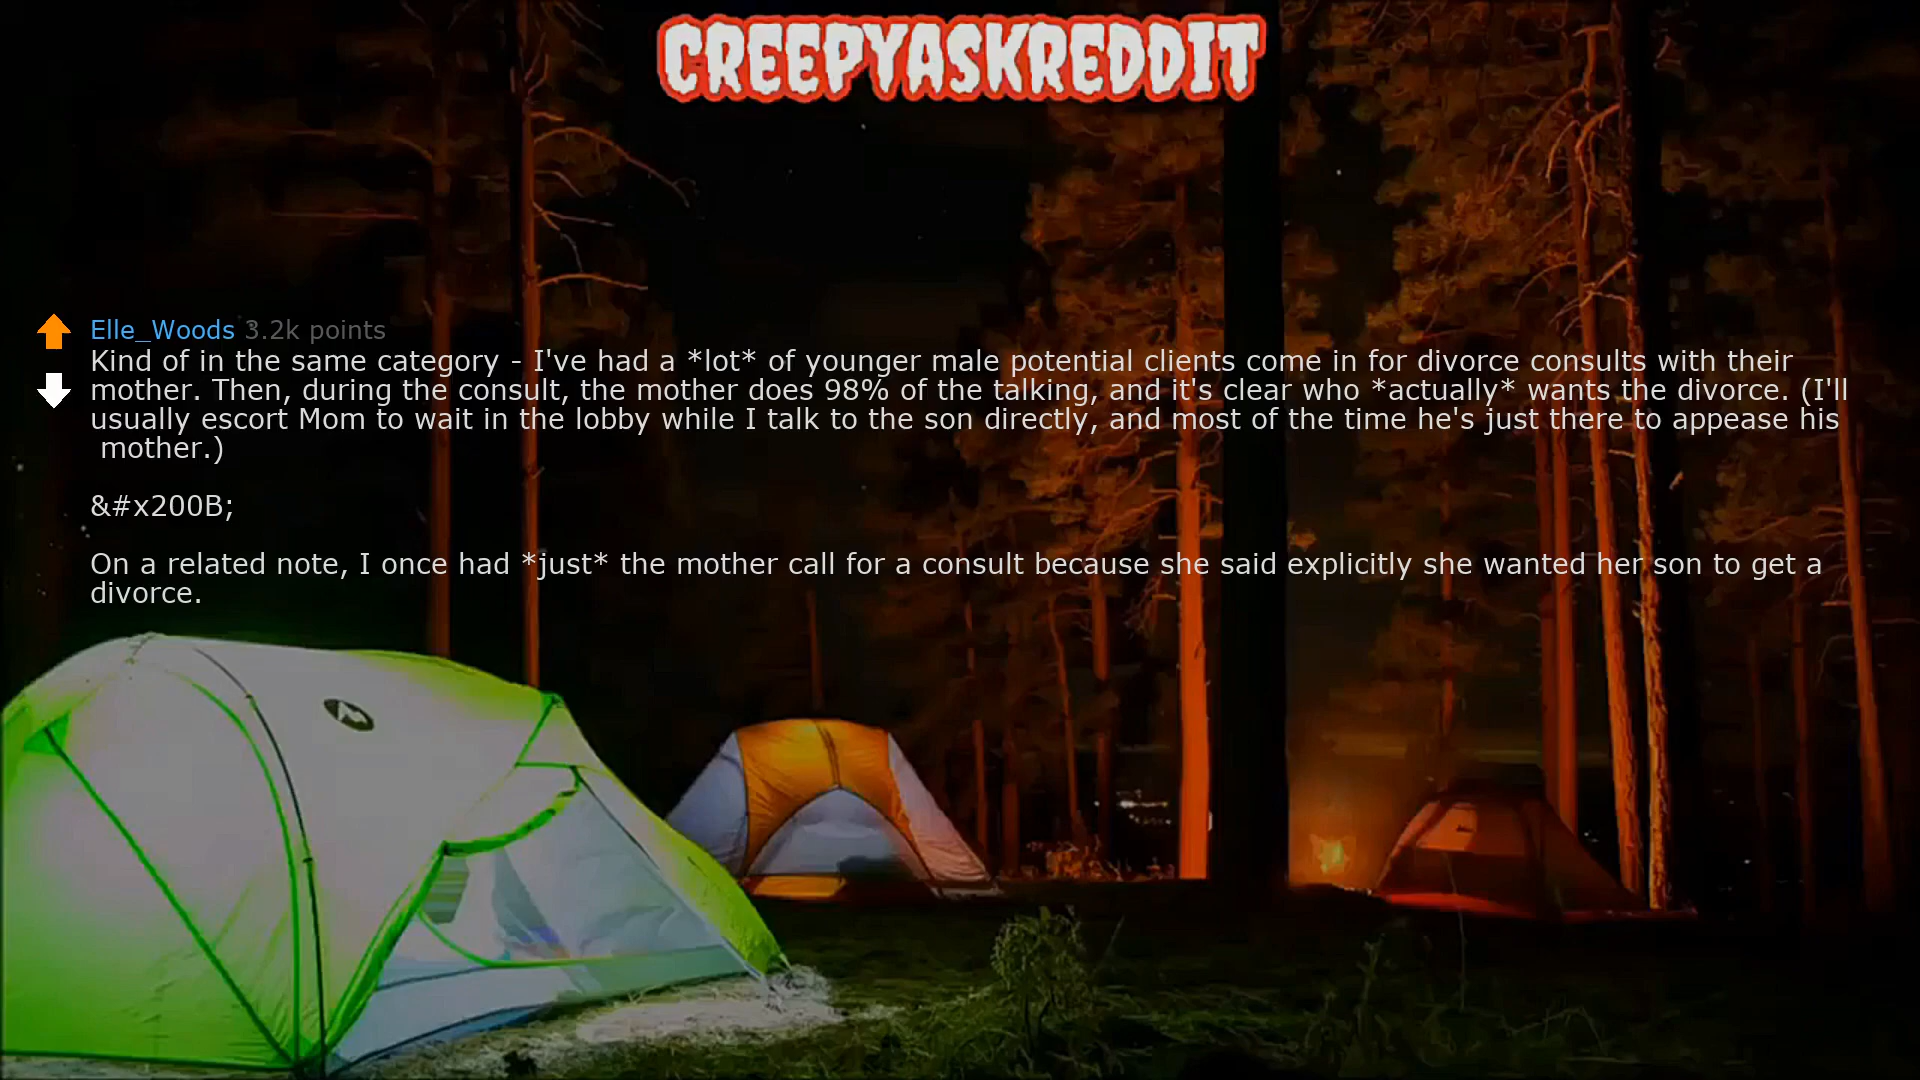 CREEPYASKREDDIT
Elle_Woods 3.2k points
Kind of in the same category - I've had a *lot* of younger male potential clients come in for divorce consults with their
mother. Then, during the consult, the mother does 98% of the talking, and it's clear who *actually* wants the divorce. (I'll
usually escort Mom to wait in the lobby while I talk to the son directly, and most of the time he's just there to appease his
mother.)
&#x200B;
On a related note, I once had *just* the mother call for a consult because she said explicitly she wanted her son to get a
divorce.